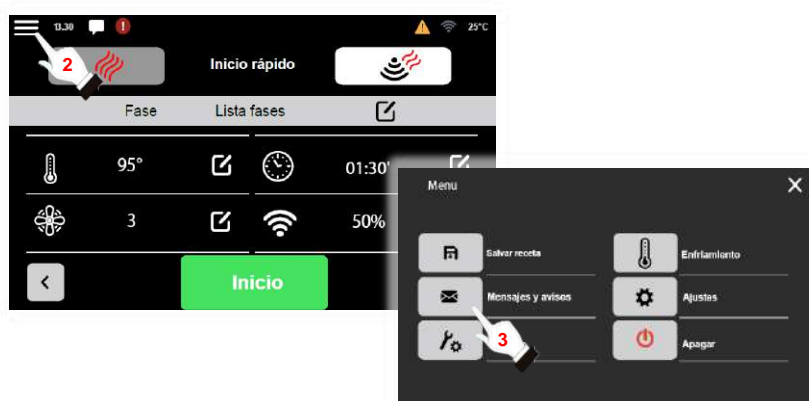 13.30
25°C
2
Inicio rápido
Fase
Lista fases
95°
01:30'
3
50%
Inicio
Menu
Salvar receta
Enfriamiento
Mensajes y avisos
Ajustes
3
Apagar